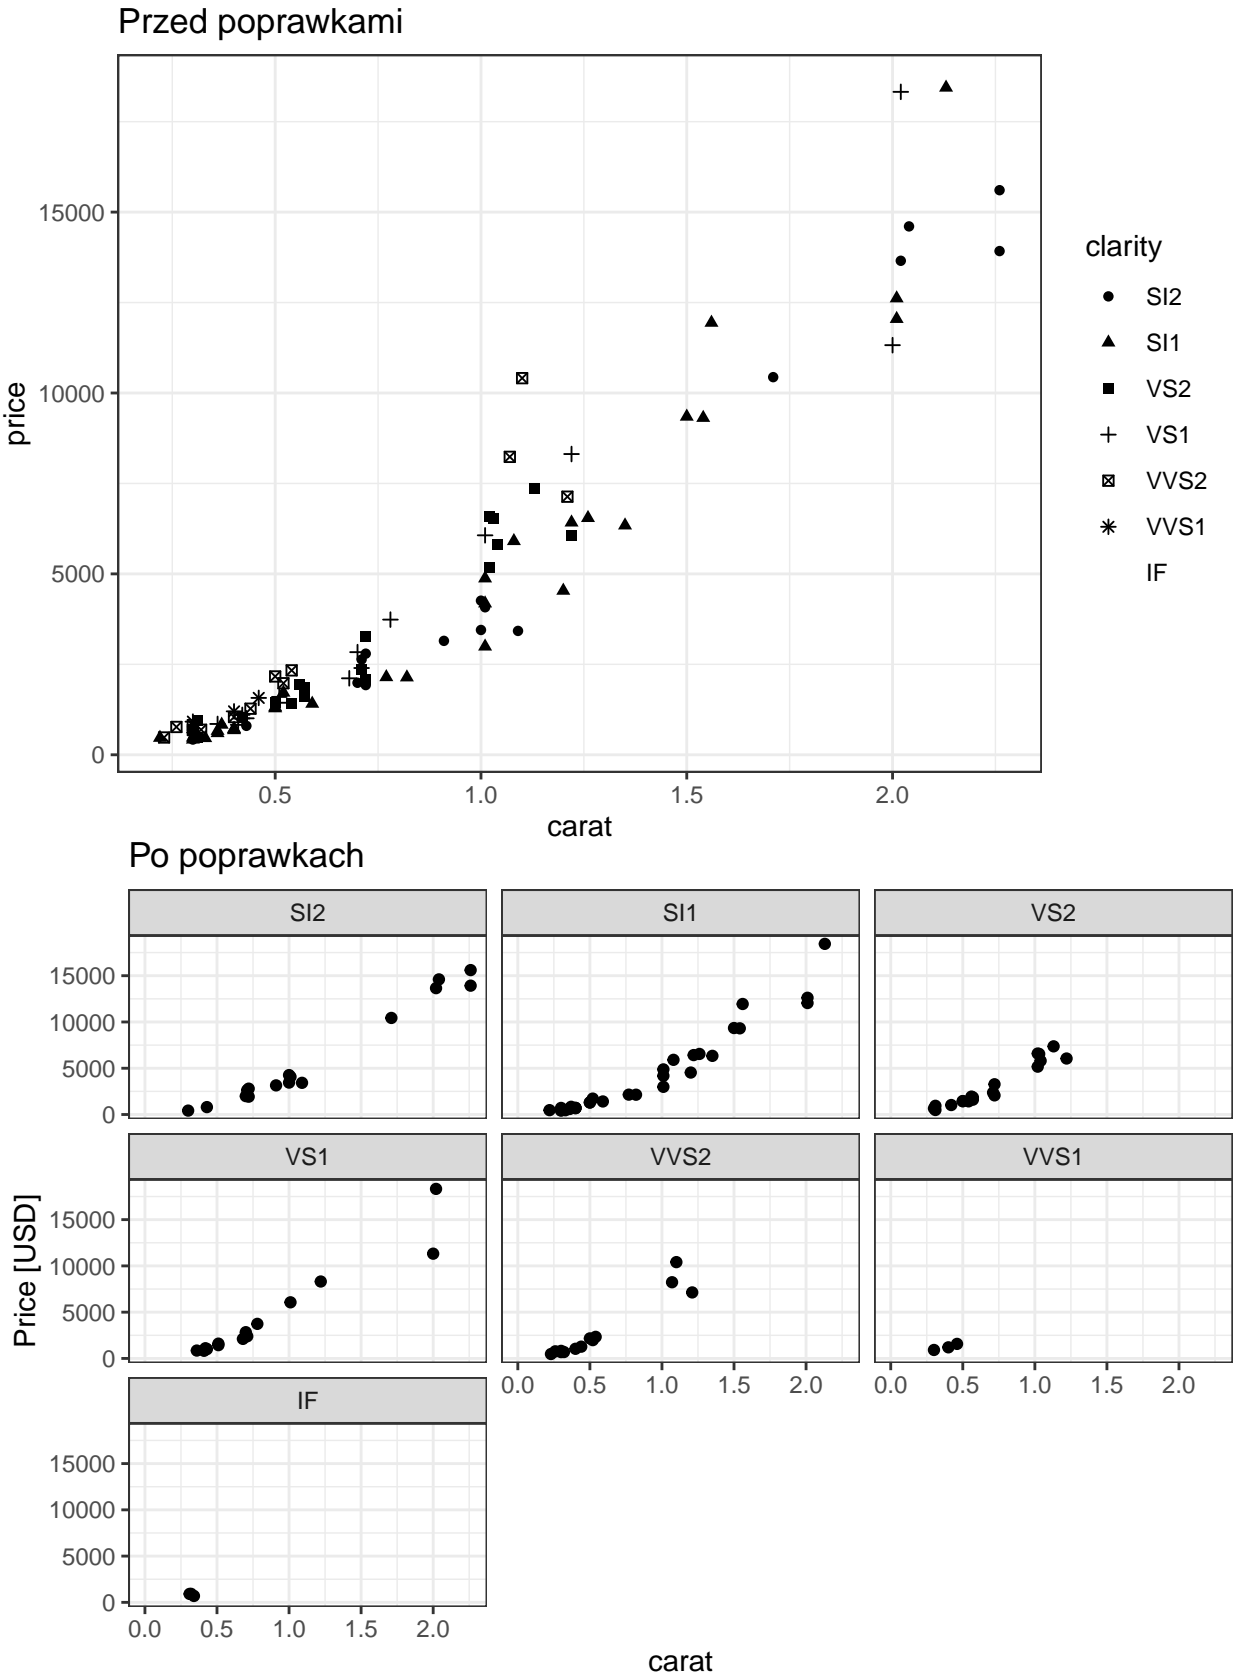 Przed poprawkami
price
15000
10000
5000
0
0.5 1.0 1.5 2.0
carat
clarity
SI2
SI1
VS2
VS1
VVS2
VVS1
IF
Po poprawkach
SI2 SI1 VS2
15000
10000
5000
0
VS1 VVS2 VVS1
Price [USD]
15000
10000
5000
0
0.0 0.5 1.0 1.5 2.0 0.0 0.5 1.0 1.5 2.0
IF
15000
10000
5000
0
0.0 0.5 1.0 1.5 2.0
carat